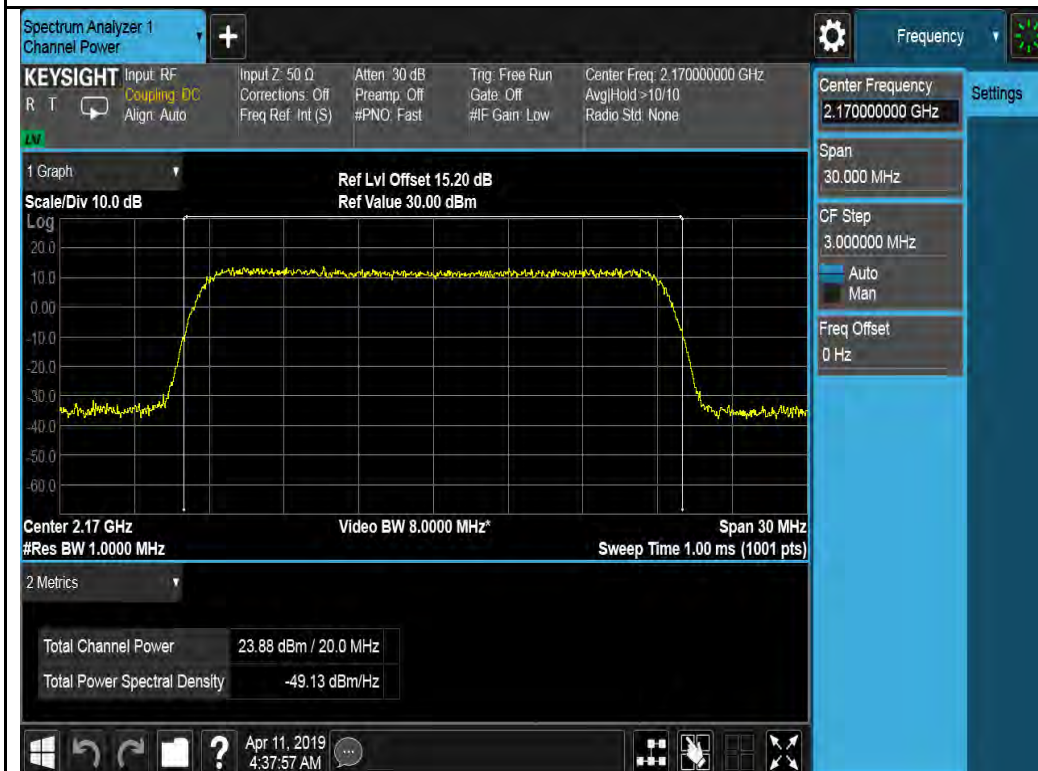 Spectrum Analyzer 1
Channel Power
+
Frequency
KEYSIGHT
R T
LXI
Input: RF
Coupling: DC
Align: Auto
Input Z: 50 Ω
Corrections: Off
Freq Ref: Int (S)
Atten: 30 dB
Preamp: Off
#PNO: Fast
Trig: Free Run
Gate: Off
#IF Gain: Low
Center Freq: 2.170000000 GHz
Avg|Hold >10/10
Radio Std: None
Center Frequency
2.170000000 GHz
Settings
Span
30.000 MHz
CF Step
3.000000 MHz
Auto
Man
Freq Offset
0 Hz
1 Graph
Scale/Div 10.0 dB
Ref Lvl Offset 15.20 dB
Ref Value 30.00 dBm
Log
20.0
10.0
0.00
-10.0
-20.0
-30.0
-40.0
-50.0
-60.0
Center 2.17 GHz
#Res BW 1.0000 MHz
Video BW 8.0000 MHz*
Span 30 MHz
Sweep Time 1.00 ms (1001 pts)
2 Metrics
Total Channel Power 23.88 dBm / 20.0 MHz
Total Power Spectral Density -49.13 dBm/Hz
?
Apr 11, 2019
4:37:57 AM